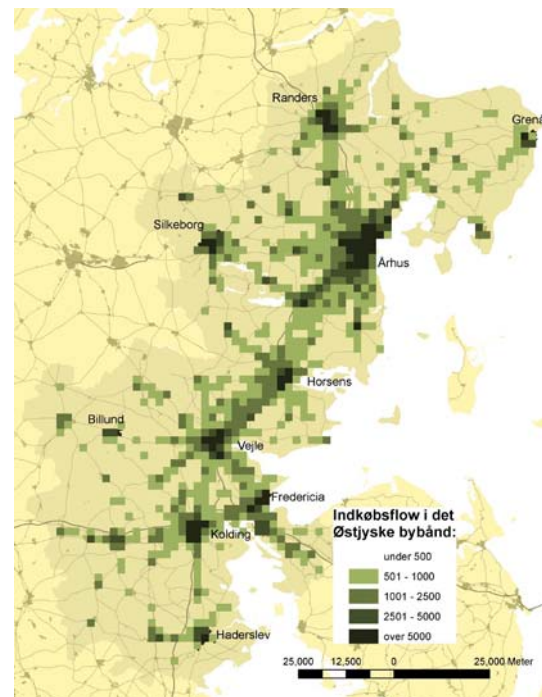 Randers
Grenå
Silkeborg
Århus
Horsens
Billund
Vejle
Fredericia
Kolding
Haderslev
Indkøbsflow i det
Østjyske bybånd:
under 500
501 - 1000
1001 - 2500
2501 - 5000
over 5000
25,000 12,500 0 25,000 Meter